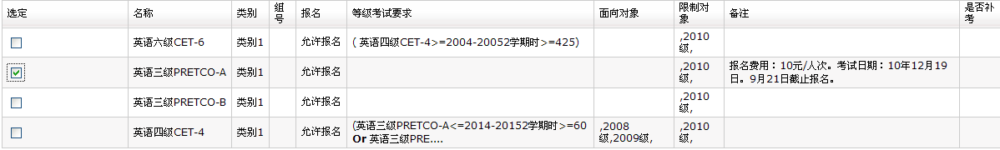 选定 名称 类别 组号 报名 等级考试要求 面向对象 限制对象 备注 是否补考
英语六级CET-6 类别1 允许报名 ( 英语四级CET-4>=2004-20052学期时>=425) ,2010级,
英语三级PRETCO-A 类别1 允许报名 ,2010级, 报名费用：10元/人次。考试日期：10年12月19日。9月21日截止报名。
英语三级PRETCO-B 类别1 允许报名 ,2010级,
英语四级CET-4 类别1 允许报名 (英语三级PRETCO-A<=2014-20152学期时>=60 Or 英语三级PRE.... ,2008级,2009级, ,2010级,